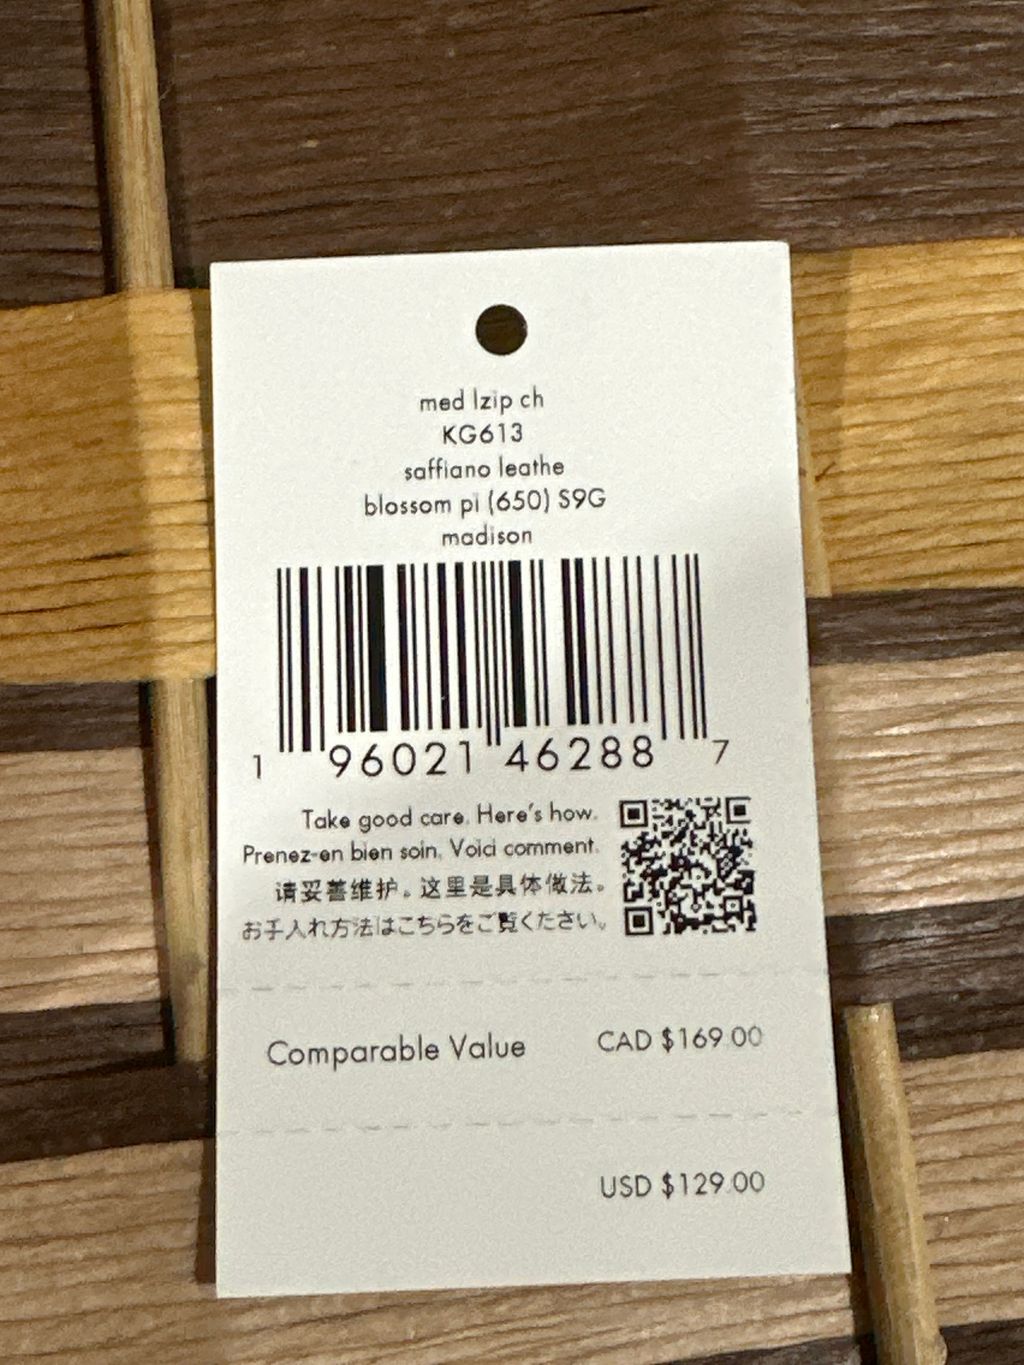 med lzip ch
KG613
saffiano leathe
blossom pi (650) S9G
madison
1 96021 46288 7
Take good care. Here's how.
Prenez-en bien soin. Voici comment.
请妥善维护。这里是具体做法。
お手入れ方法はこちらをご覧ください。
Comparable Value CAD $169.00
USD $129.00